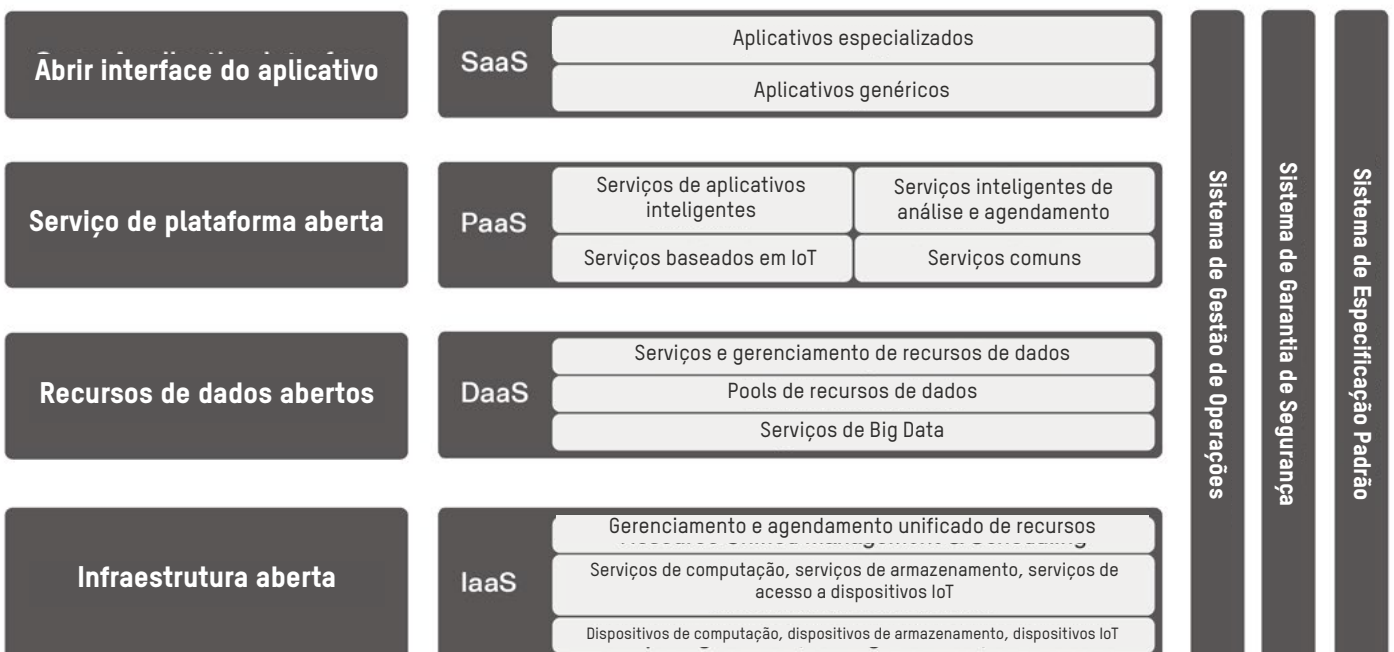 Abrir interface do aplicativo
SaaS
Aplicativos especializados
Aplicativos genéricos
Serviço de plataforma aberta
PaaS
Serviços de aplicativos
inteligentes
Serviços inteligentes de
análise e agendamento
Serviços baseados em IoT
Serviços comuns
Recursos de dados abertos
DaaS
Serviços e gerenciamento de recursos de dados
Pools de recursos de dados
Serviços de Big Data
Infraestrutura aberta
IaaS
Gerenciamento e agendamento unificado de recursos
Serviços de computação, serviços de armazenamento, serviços de
acesso a dispositivos IoT
Dispositivos de computação, dispositivos de armazenamento, dispositivos IoT
Sistema de Gestão de Operações
Sistema de Garantia de Segurança
Sistema de Especificação Padrão